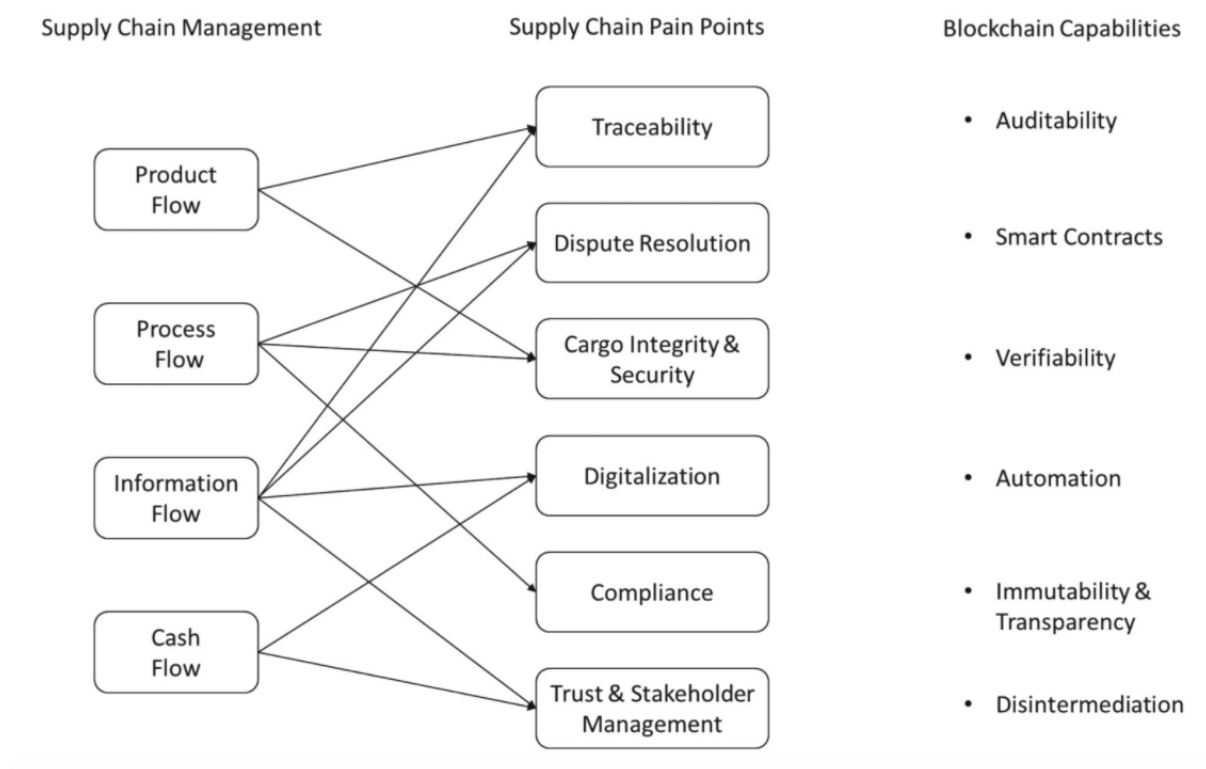 Supply Chain Management
Supply Chain Pain Points
Blockchain Capabilities
Product
Flow
Process
Flow
Information
Flow
Cash
Flow
Traceability
Dispute Resolution
Cargo Integrity &
Security
Digitalization
Compliance
Trust & Stakeholder
Management
• Auditability
• Smart Contracts
• Verifiability
• Automation
• Immutability &
Transparency
• Disintermediation